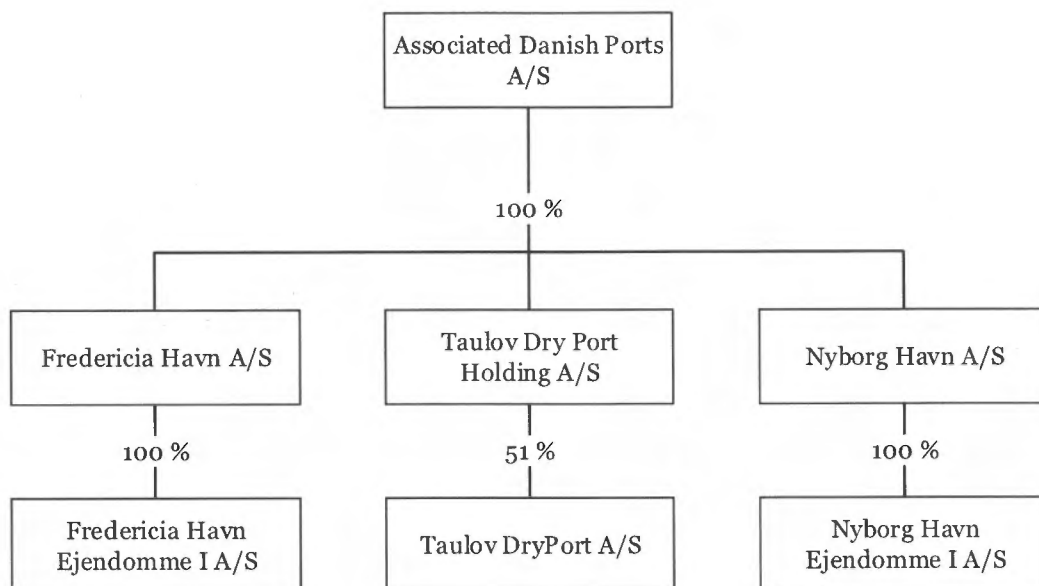 Associated Danish Ports
A/S
100 %
Fredericia Havn A/S
Taulov Dry Port
Holding A/S
Nyborg Havn A/S
100 %
51 %
100 %
Fredericia Havn
Ejendomme I A/S
Taulov DryPort A/S
Nyborg Havn
Ejendomme I A/S